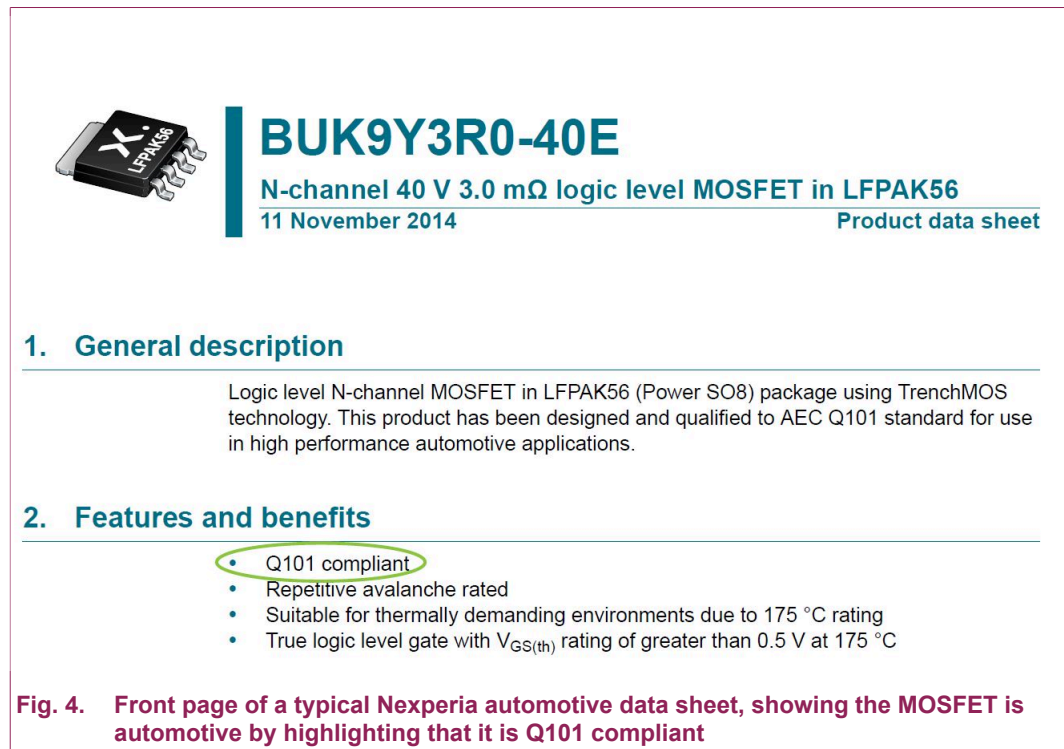 LFPAK56
BUK9Y3R0-40E
N-channel 40 V 3.0 mΩ logic level MOSFET in LFPAK56
11 November 2014 Product data sheet
1. General description
Logic level N-channel MOSFET in LFPAK56 (Power SO8) package using TrenchMOS
technology. This product has been designed and qualified to AEC Q101 standard for use
in high performance automotive applications.
2. Features and benefits
• Q101 compliant
• Repetitive avalanche rated
• Suitable for thermally demanding environments due to 175 °C rating
• True logic level gate with VGS(th) rating of greater than 0.5 V at 175 °C
Fig. 4. Front page of a typical Nexperia automotive data sheet, showing the MOSFET is
automotive by highlighting that it is Q101 compliant